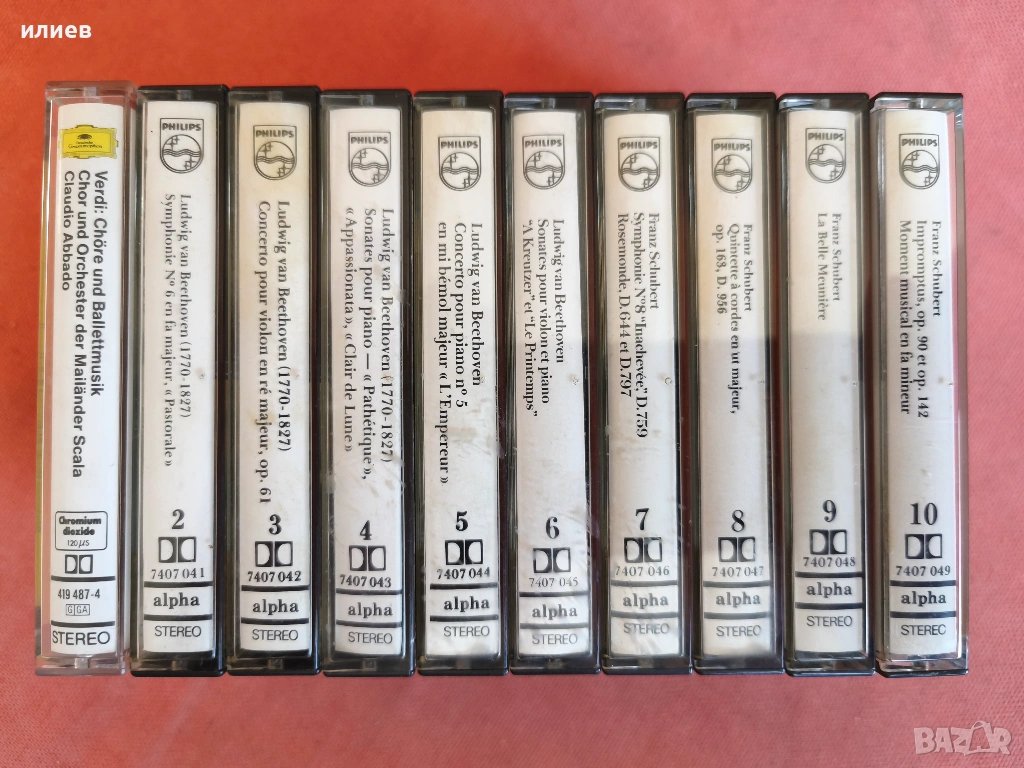 илиев
Verdi: Chöre und Ballettmusik
Chor und Orchester der Mailänder Scala
Claudio Abbado
Chromium
dioxide
120 µs
419 487-4
GGA
STEREO
PHILIPS
Ludwig van Beethoven (1770-1827)
Symphonie Nº 6 en fa majeur, « Pastorale »
2
7407 041
alpha
STEREO
PHILIPS
Ludwig van Beethoven (1770-1827)
Concerto pour violon en ré majeur, op. 61
3
7407 042
alpha
STEREO
PHILIPS
Ludwig van Beethoven (1770-1827)
Sonates pour piano — « Pathétique »,
« Appassionata », « Clair de Lune »
4
7407 043
alpha
STEREO
PHILIPS
Ludwig van Beethoven
Concerto pour piano nº 5
en mi bémol majeur « L'Empereur »
5
7407 044
alpha
STEREO
PHILIPS
Ludwig van Beethoven
Sonates pour violon et piano
"A Kreutzer" et "Le Printemps"
6
7407 045
alpha
STEREO
PHILIPS
Franz Schubert
Symphonie Nº8 "Inachevée" D.759
Rosemonde, D.644 et D.797
7
7407 046
alpha
STEREO
PHILIPS
Franz Schubert
Quintette à cordes en ut majeur,
op. 163, D. 956
8
7407 047
alpha
STEREO
PHILIPS
Franz Schubert
La Belle Meunière
9
7407 048
alpha
STEREO
PHILIPS
Franz Schubert
Impromptus, op. 90 et op. 142
Moment musical en fa mineur
10
7407 049
alpha
STEREO
BAZAR